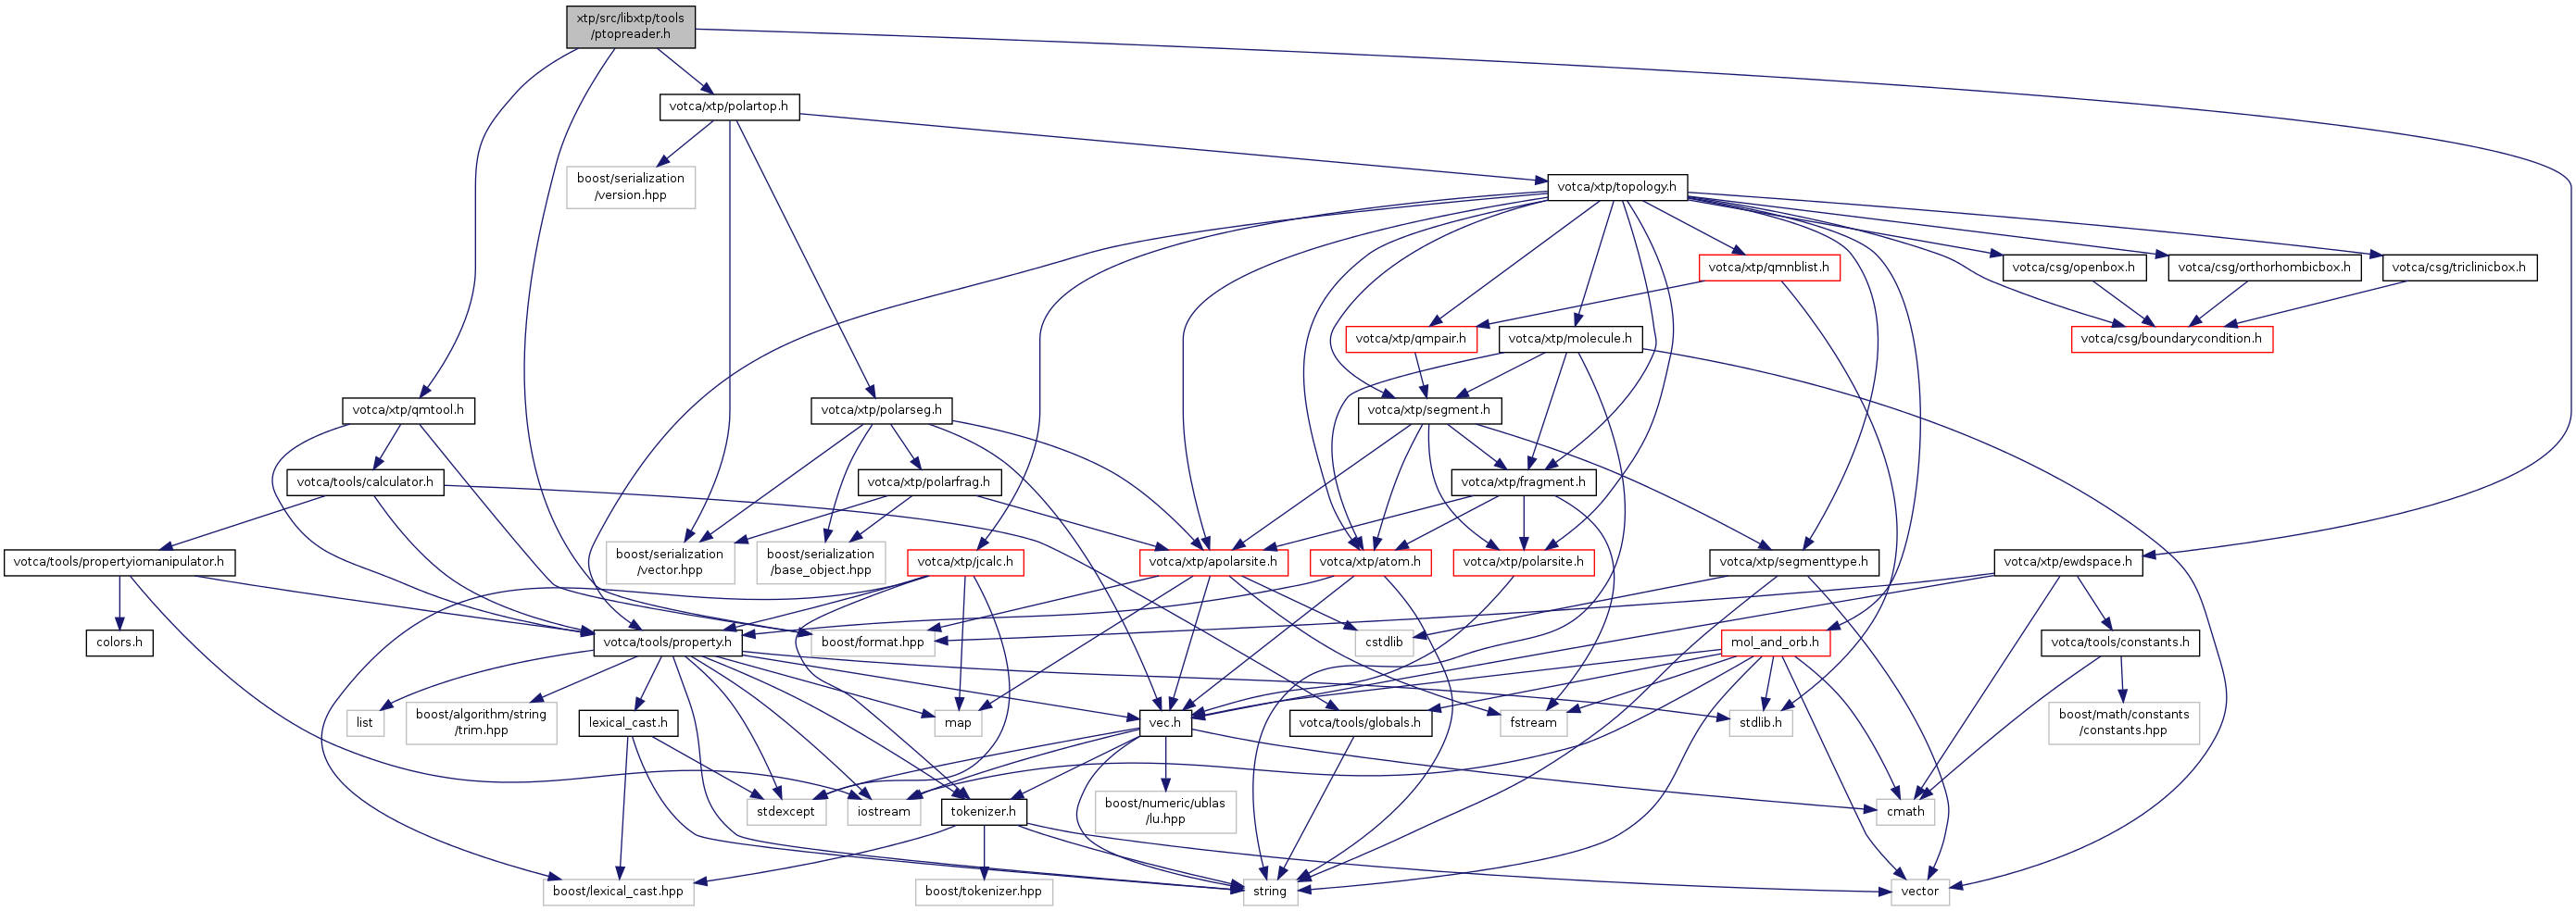 xtp/src/libxtp/tools
/ptopreader.h
votca/xtp/polartop.h
boost/serialization
/version.hpp
votca/xtp/topology.h
votca/xtp/qmnblist.h
votca/csg/openbox.h
votca/csg/orthorhombicbox.h
votca/csg/triclinicbox.h
votca/xtp/qmpair.h
votca/xtp/molecule.h
votca/csg/boundarycondition.h
votca/xtp/qmtool.h
votca/xtp/polarseg.h
votca/xtp/segment.h
votca/tools/calculator.h
votca/xtp/polarfrag.h
votca/xtp/fragment.h
votca/tools/propertyiomanipulator.h
boost/serialization
/vector.hpp
boost/serialization
/base_object.hpp
votca/xtp/jcalc.h
votca/xtp/apolarsite.h
votca/xtp/atom.h
votca/xtp/polarsite.h
votca/xtp/segmenttype.h
votca/xtp/ewdspace.h
colors.h
votca/tools/property.h
boost/format.hpp
cstdlib
mol_and_orb.h
votca/tools/constants.h
list
boost/algorithm/string
/trim.hpp
lexical_cast.h
map
vec.h
votca/tools/globals.h
fstream
stdlib.h
boost/math/constants
/constants.hpp
stdexcept
iostream
tokenizer.h
boost/numeric/ublas
/lu.hpp
cmath
boost/lexical_cast.hpp
boost/tokenizer.hpp
string
vector